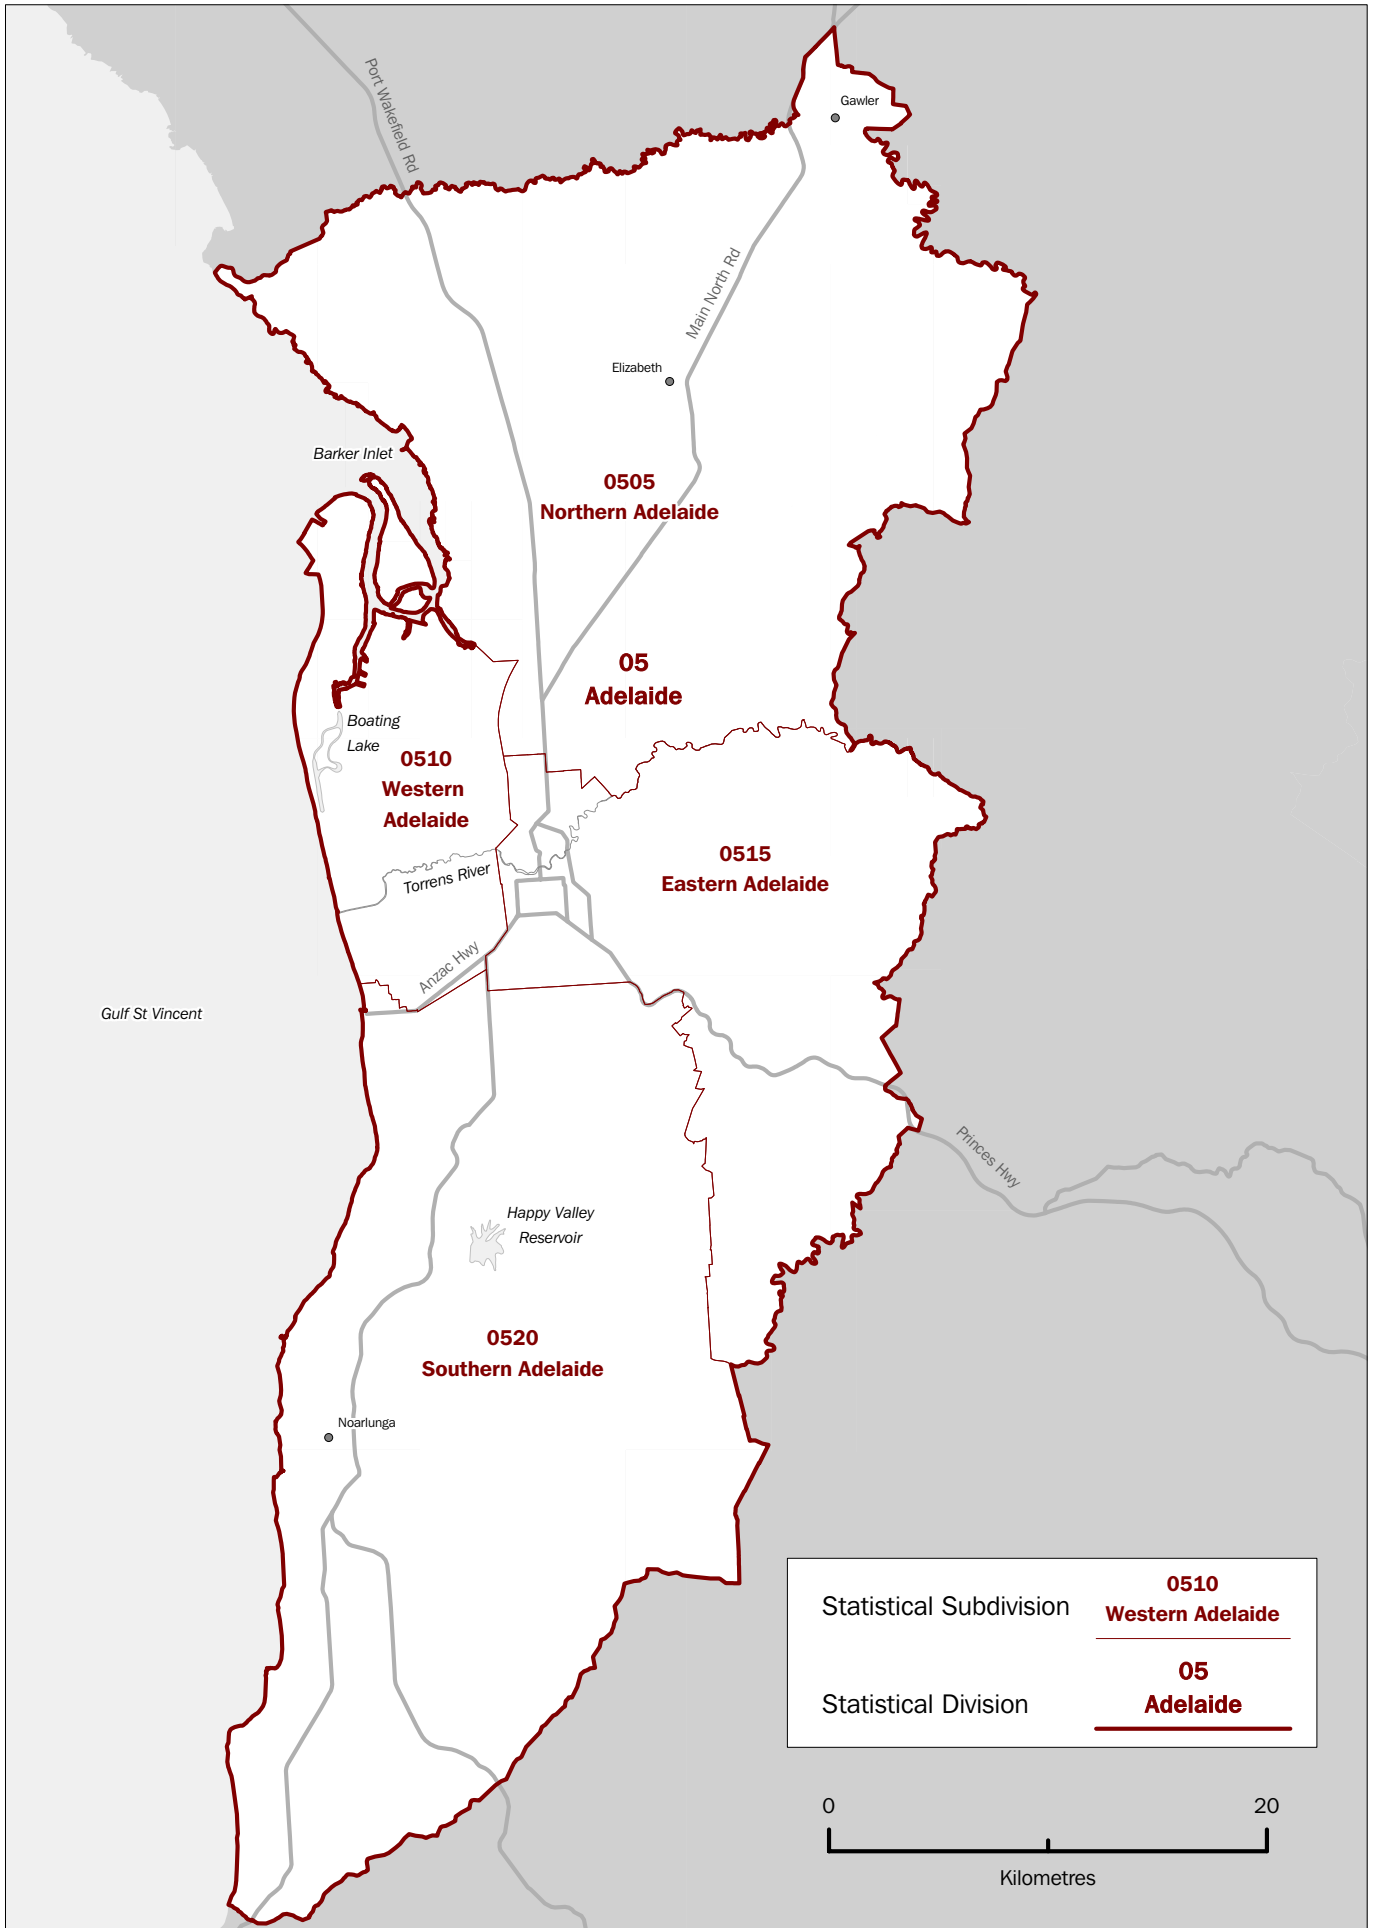 Port Wakefield Rd
Gawler
Main North Rd
Elizabeth
Barker Inlet
0505
Northern Adelaide
05
Adelaide
Boating
Lake
0510
Western
Adelaide
0515
Eastern Adelaide
Torrens River
Anzac Hwy
Gulf St Vincent
Princes Hwy
Happy Valley
Reservoir
0520
Southern Adelaide
Noarlunga
Statistical Subdivision
0510
Western Adelaide
Statistical Division
05
Adelaide
0
20
Kilometres